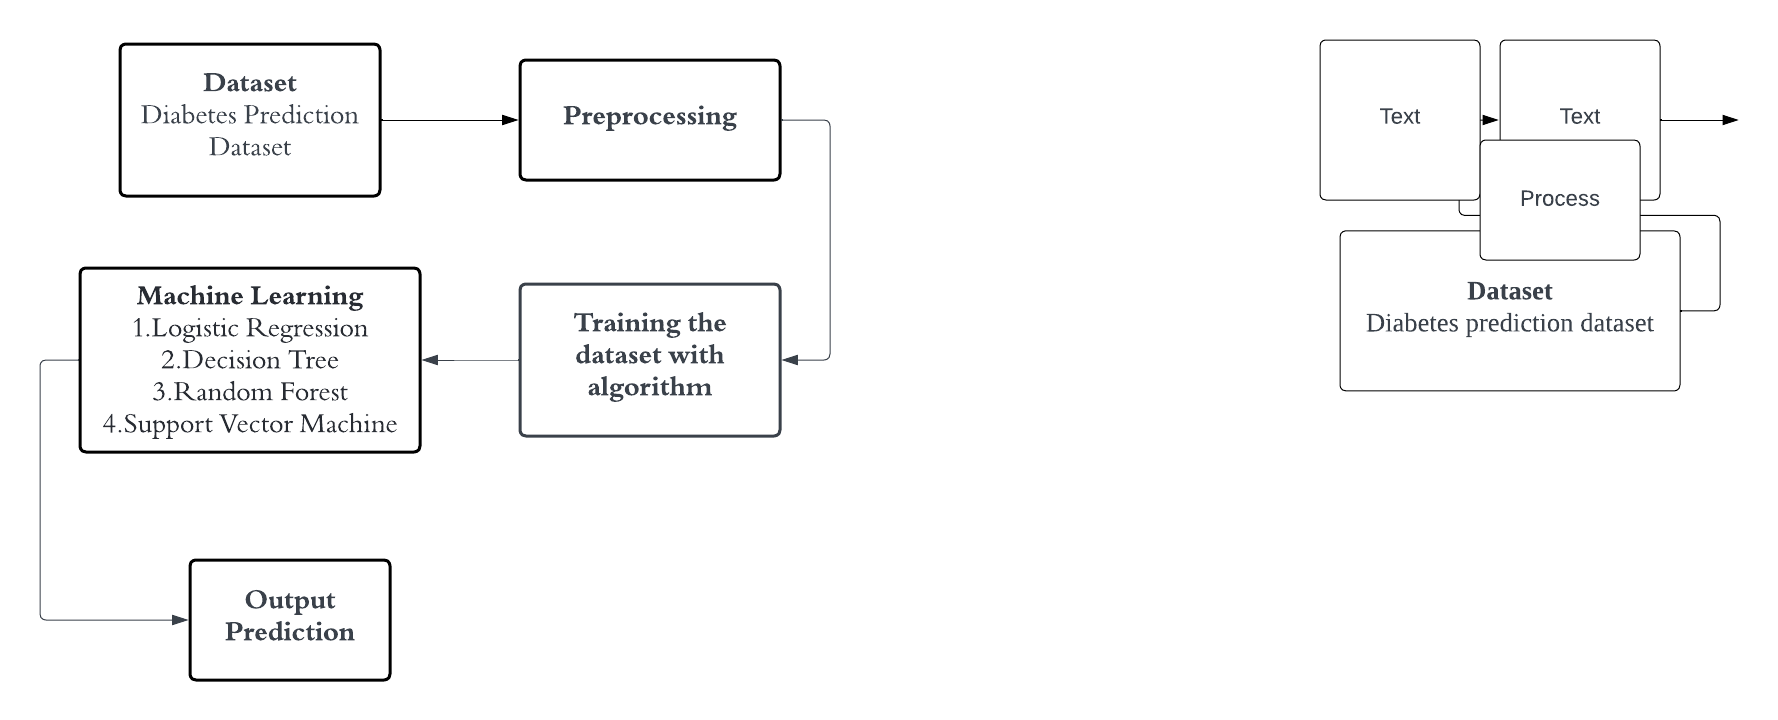 Dataset
Diabetes Prediction
Dataset
Preprocessing
Training the
dataset with
algorithm
Machine Learning
1.Logistic Regression
2.Decision Tree
3.Random Forest
4.Support Vector Machine
Output
Prediction
Text
Text
Process
Dataset
Diabetes prediction dataset